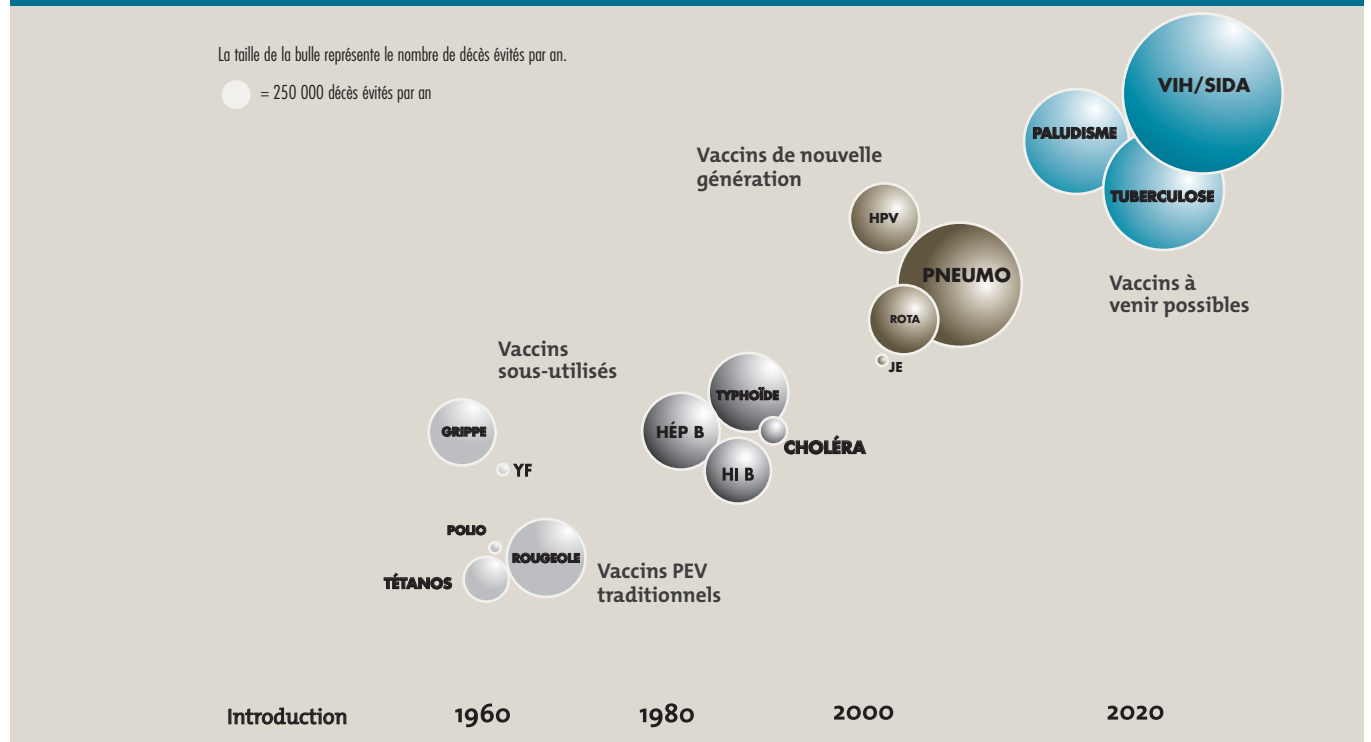 La taille de la bulle représente le nombre de décès évités par an.
= 250 000 décès évités par an
VIH/SIDA
PALUDISME
TUBERCULOSE
Vaccins de nouvelle
génération
HPV
PNEUMO
ROTA
JE
Vaccins à
venir possibles
Vaccins
sous-utilisés
TYPHOÏDE
HÉP B
CHOLÉRA
HI B
GRIPPE
YF
POLIO
ROUGEOLE
TÉTANOS
Vaccins PEV
traditionnels
Introduction 1960 1980 2000 2020